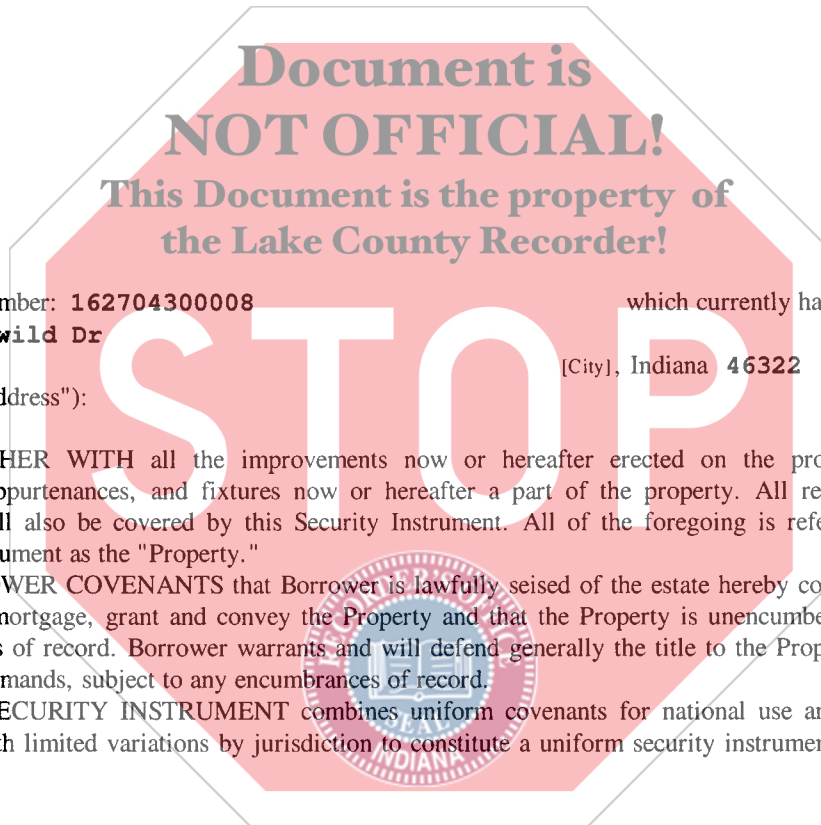 Document is
NOT OFFICIAL!
This Document is the property of
the Lake County Recorder!
mber: 162704300008 which currently ha
wild Dr
[City], Indiana 46322
ddress"):
STOP
HER WITH all the improvements now or hereafter erected on the pro
ppurtenances, and fixtures now or hereafter a part of the property. All re
ll also be covered by this Security Instrument. All of the foregoing is refe
ument as the "Property."
OWER COVENANTS that Borrower is lawfully seised of the estate hereby co
mortgage, grant and convey the Property and that the Property is unencumbe
s of record. Borrower warrants and will defend generally the title to the Prop
mands, subject to any encumbrances of record.
ECURITY INSTRUMENT combines uniform covenants for national use an
th limited variations by jurisdiction to constitute a uniform security instrumen
RECORDER'S OFFICE
SEAL
INDIANA